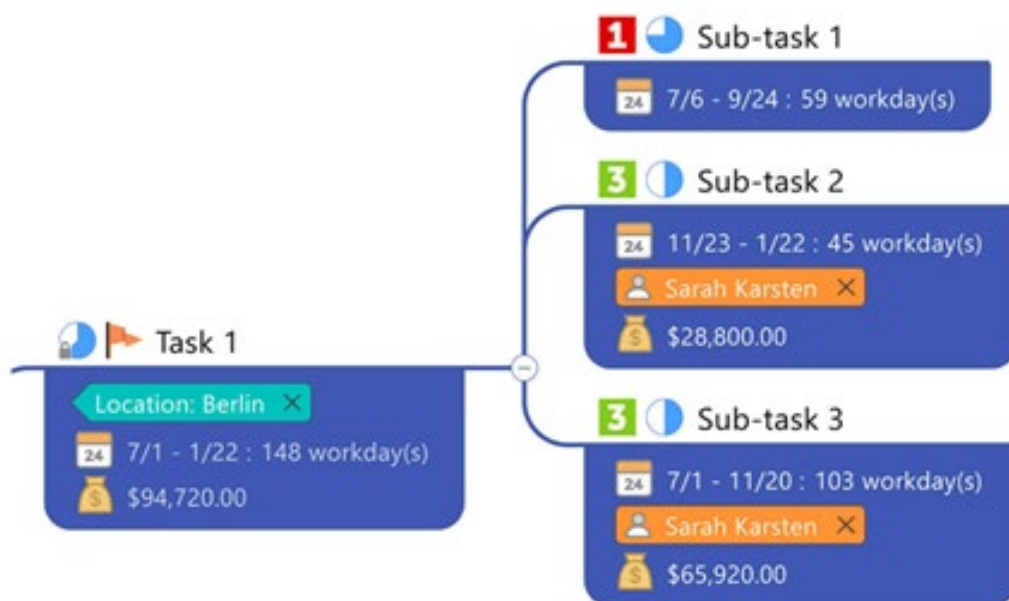 1 Sub-task 1
24 7/6 - 9/24 : 59 workday(s)
3 Sub-task 2
24 11/23 - 1/22 : 45 workday(s)
Sarah Karsten ×
$ $28,800.00
Task 1
Location: Berlin ×
24 7/1 - 1/22 : 148 workday(s)
$ $94,720.00
3 Sub-task 3
24 7/1 - 11/20 : 103 workday(s)
Sarah Karsten ×
$ $65,920.00